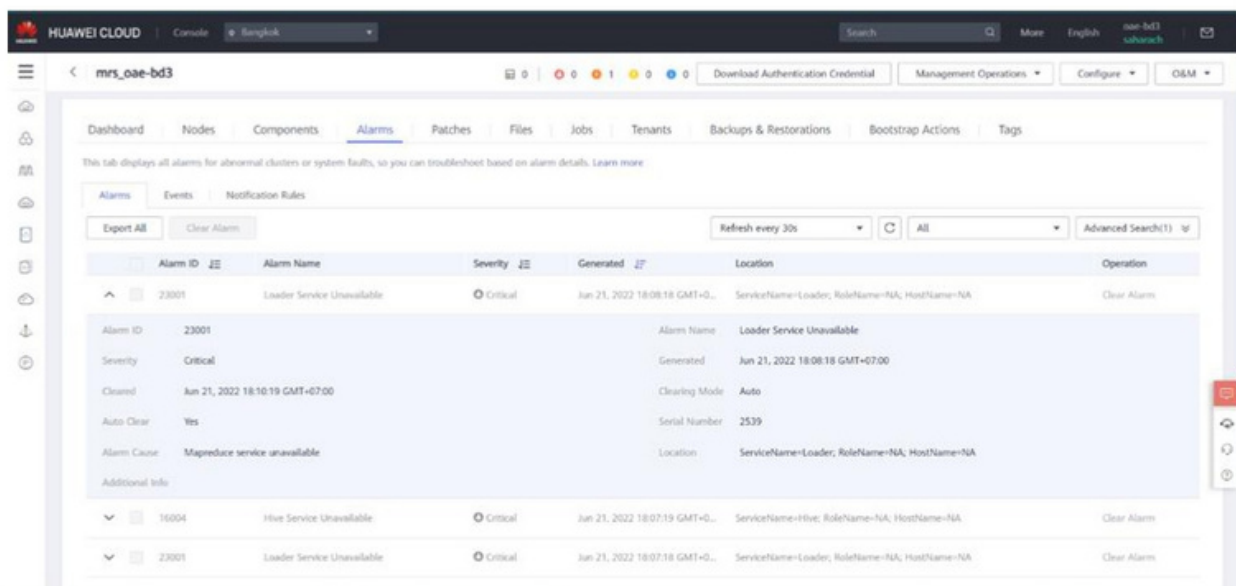 HUAWEI CLOUD Console Bangkok Search More English oae-bd3
saharach
mrs_oae-bd3 0 0 1 0 0 Download Authentication Credential Management Operations Configure O&M
Dashboard Nodes Components Alarms Patches Files Jobs Tenants Backups & Restorations Bootstrap Actions Tags
This tab displays all alarms for abnormal clusters or system faults, so you can troubleshoot based on alarm details. Learn more
Alarms Events Notification Rules
Export All Clear Alarm Refresh every 30s All Advanced Search(1)
Alarm ID Alarm Name Severity Generated Location Operation
23001 Loader Service Unavailable Critical Jun 21, 2022 18:08:18 GMT+0... ServiceName=Loader; RoleName=NA; HostName=NA Clear Alarm
Alarm ID 23001 Alarm Name Loader Service Unavailable
Severity Critical Generated Jun 21, 2022 18:08:18 GMT+07:00
Cleared Jun 21, 2022 18:10:19 GMT+07:00 Clearing Mode Auto
Auto Clear Yes Serial Number 2539
Alarm Cause Mapreduce service unavailable Location ServiceName=Loader; RoleName=NA; HostName=NA
Additional Info
16004 Hive Service Unavailable Critical Jun 21, 2022 18:07:19 GMT+0... ServiceName=Hive; RoleName=NA; HostName=NA Clear Alarm
23001 Loader Service Unavailable Critical Jun 21, 2022 18:07:18 GMT+0... ServiceName=Loader; RoleName=NA; HostName=NA Clear Alarm